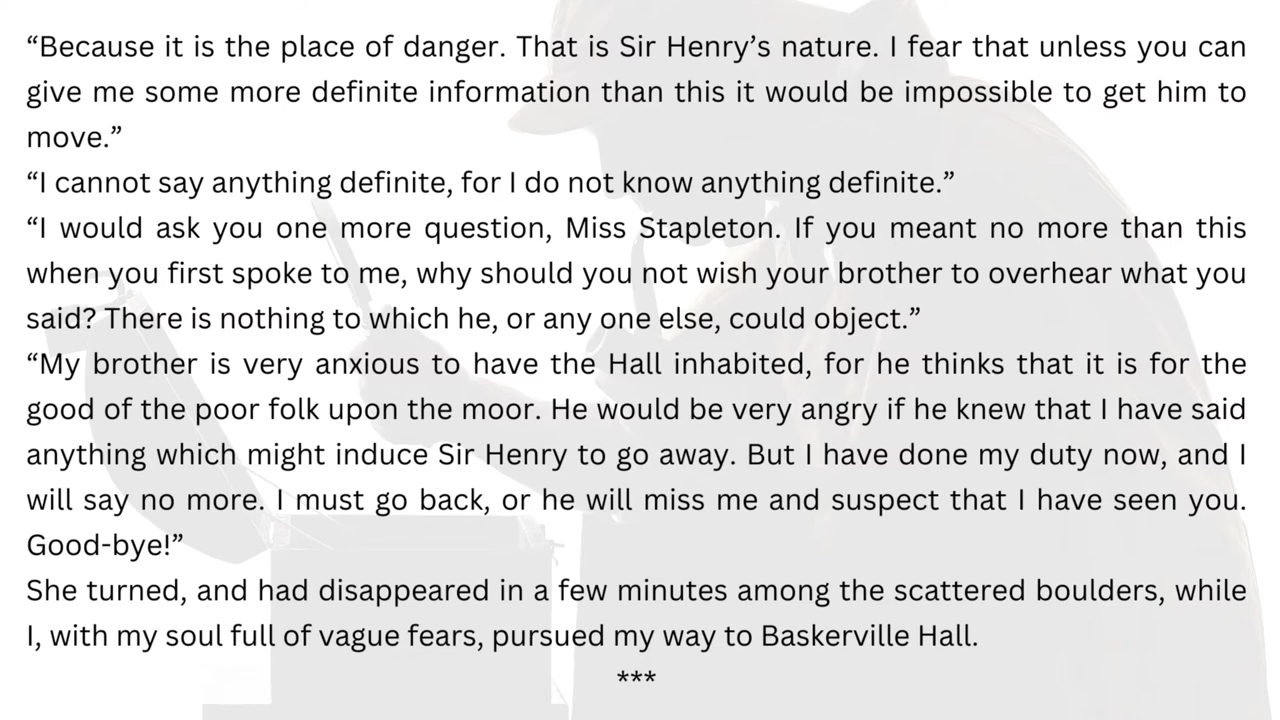 “Because it is the place of danger. That is Sir Henry’s nature. I fear that unless you can
give me some more definite information than this it would be impossible to get him to
move.”
“I cannot say anything definite, for I do not know anything definite.”
“I would ask you one more question, Miss Stapleton. If you meant no more than this
when you first spoke to me, why should you not wish your brother to overhear what you
said? There is nothing to which he, or any one else, could object.”
“My brother is very anxious to have the Hall inhabited, for he thinks that it is for the
good of the poor folk upon the moor. He would be very angry if he knew that I have said
anything which might induce Sir Henry to go away. But I have done my duty now, and I
will say no more. I must go back, or he will miss me and suspect that I have seen you.
Good-bye!”
She turned, and had disappeared in a few minutes among the scattered boulders, while
I, with my soul full of vague fears, pursued my way to Baskerville Hall.
***